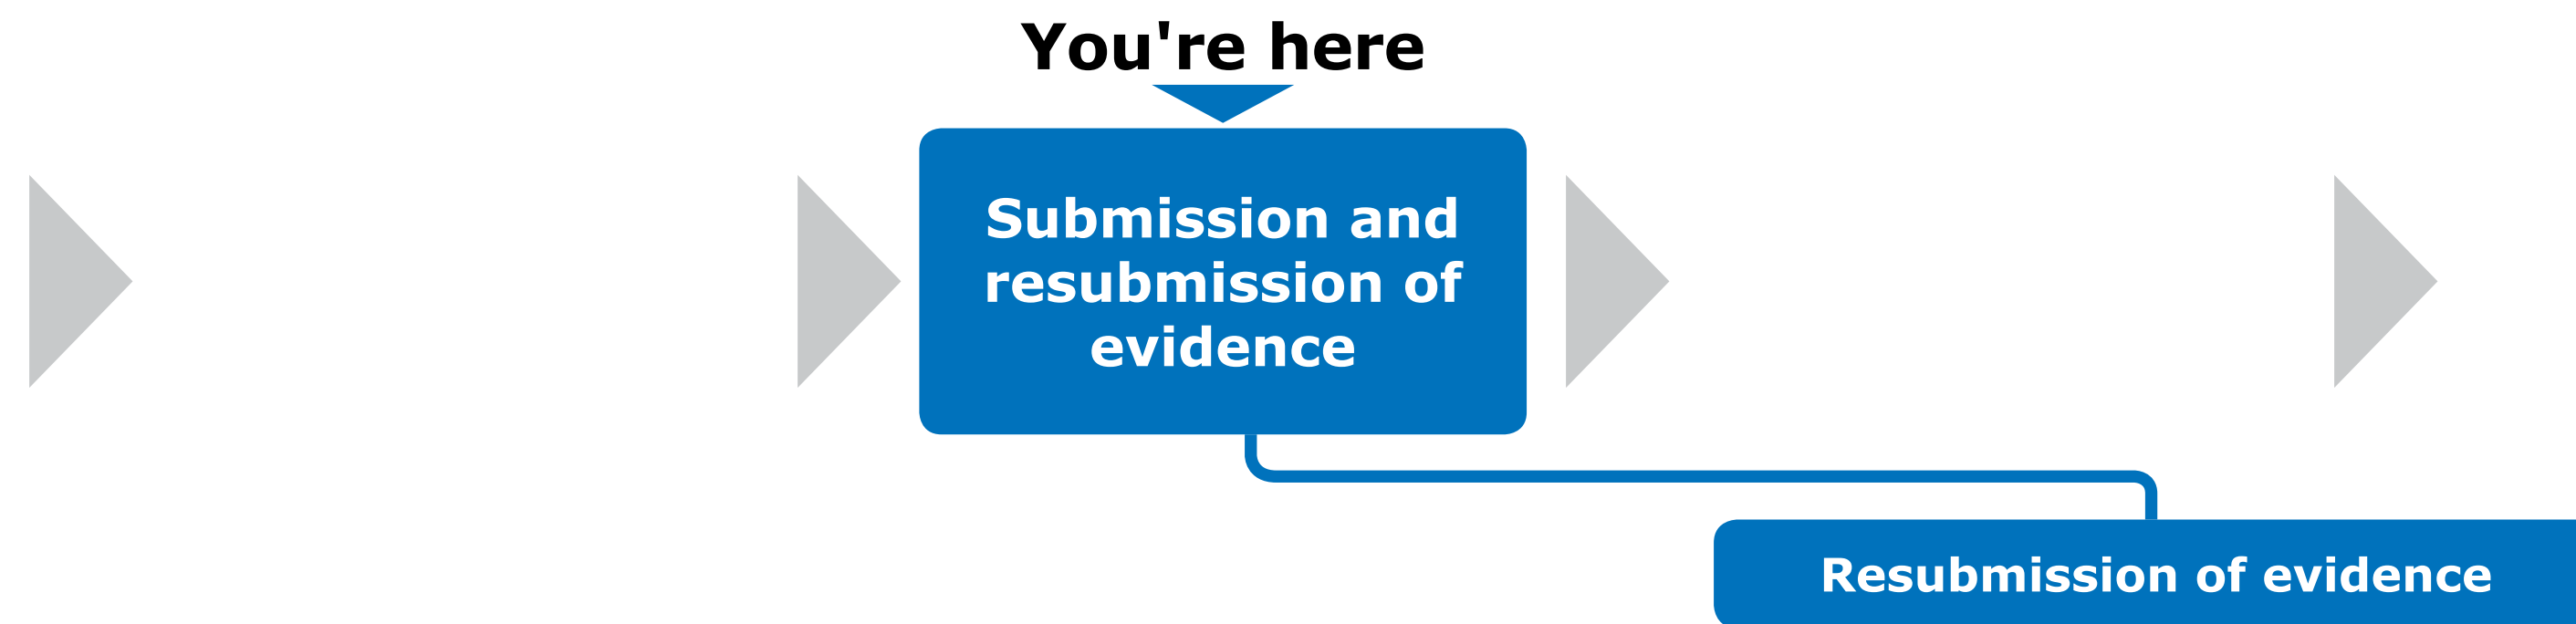 You're here
Submission and
resubmission of
evidence
Resubmission of evidence